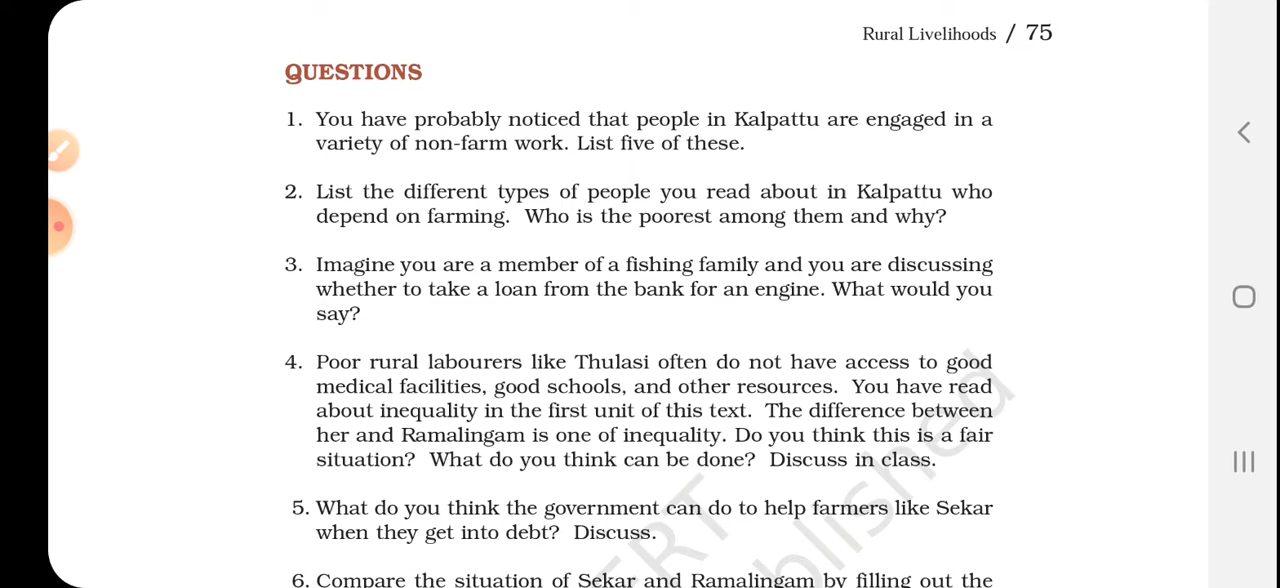 Rural Livelihoods / 75
QUESTIONS
1. You have probably noticed that people in Kalpattu are engaged in a
variety of non-farm work. List five of these.
2. List the different types of people you read about in Kalpattu who
depend on farming. Who is the poorest among them and why?
3. Imagine you are a member of a fishing family and you are discussing
whether to take a loan from the bank for an engine. What would you
say?
4. Poor rural labourers like Thulasi often do not have access to good
medical facilities, good schools, and other resources. You have read
about inequality in the first unit of this text. The difference between
her and Ramalingam is one of inequality. Do you think this is a fair
situation? What do you think can be done? Discuss in class.
5. What do you think the government can do to help farmers like Sekar
when they get into debt? Discuss.
6. Compare the situation of Sekar and Ramalingam by filling out the